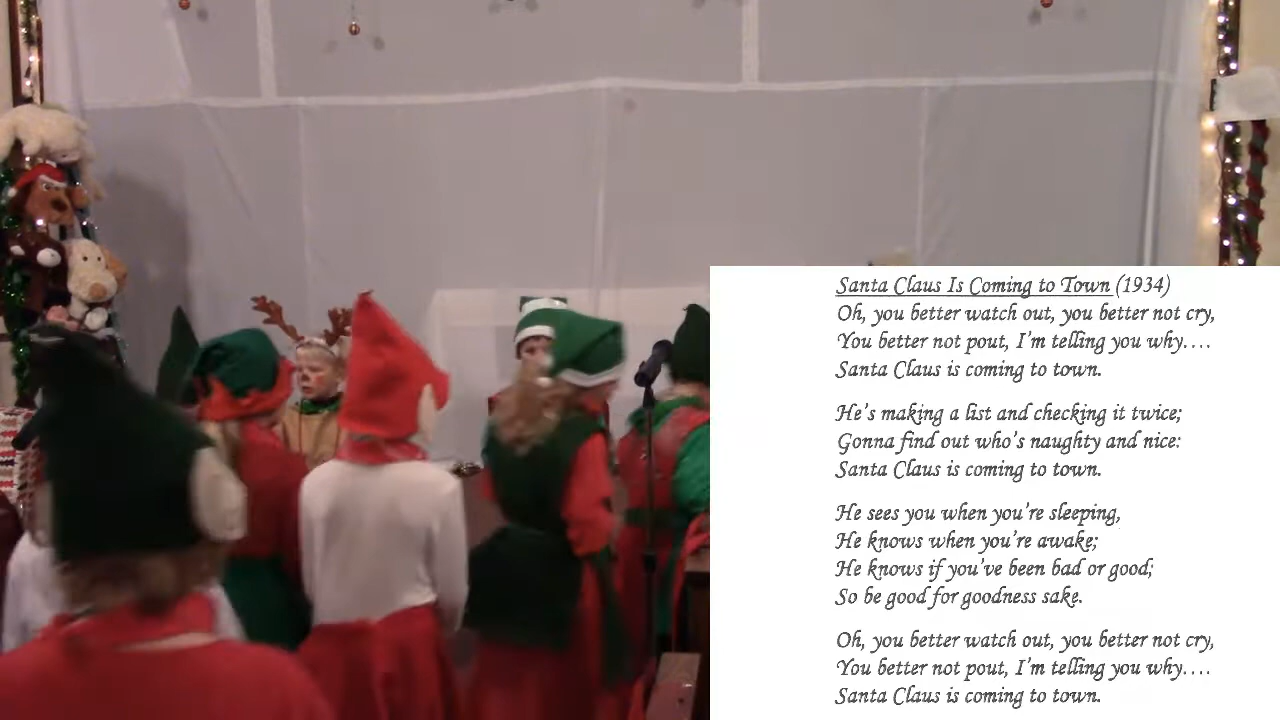 Santa Claus Is Coming to Town (1934)
Oh, you better watch out, you better not cry,
You better not pout, I'm telling you why....
Santa Claus is coming to town.
He's making a list and checking it twice;
Gonna find out who's naughty and nice:
Santa Claus is coming to town.
He sees you when you're sleeping,
He knows when you're awake;
He knows if you've been bad or good;
So be good for goodness sake.
Oh, you better watch out, you better not cry,
You better not pout, I'm telling you why....
Santa Claus is coming to town.